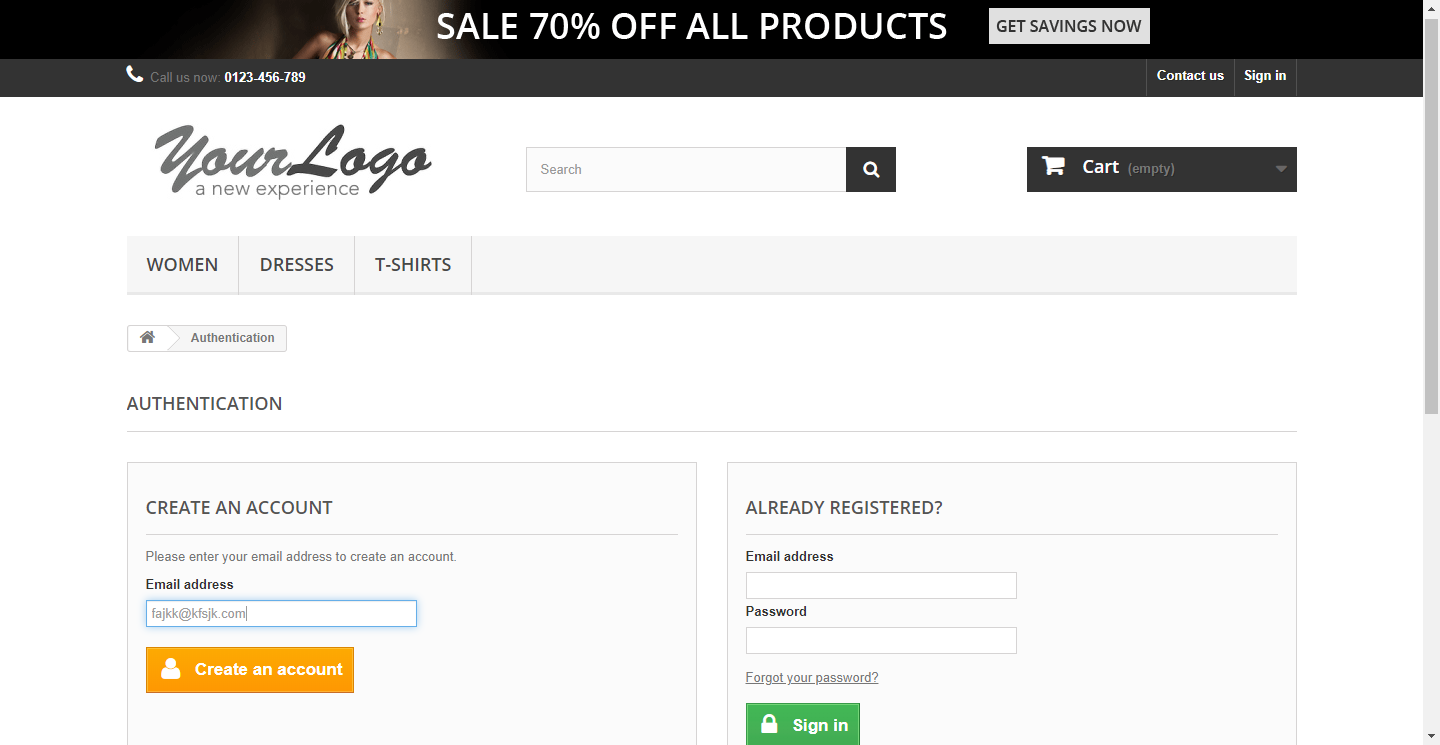 SALE 70% OFF ALL PRODUCTS GET SAVINGS NOW
Call us now: 0123-456-789 Contact us Sign in
YourLogo
a new experience
Search
Cart (empty)
WOMEN DRESSES T-SHIRTS
Authentication
AUTHENTICATION
CREATE AN ACCOUNT
Please enter your email address to create an account.
Email address
fajkk@kfsjk.com
Create an account
ALREADY REGISTERED?
Email address
Password
Forgot your password?
Sign in